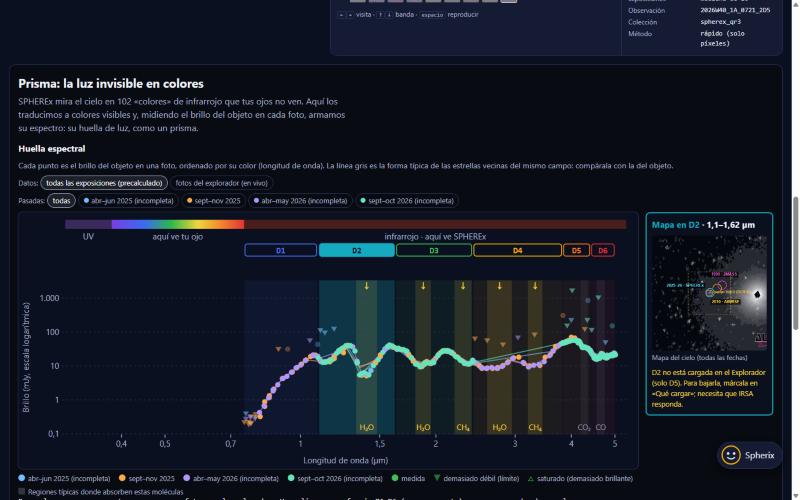 ← → visita · ↑ ↓ banda · espacio reproducir
Observación 2026W40_1A_0721_2D5
Colección spherex_qr3
Método rápido (solo
píxeles)
Prisma: la luz invisible en colores
SPHEREx mira el cielo en 102 «colores» de infrarrojo que tus ojos no ven. Aquí los
traducimos a colores visibles y, midiendo el brillo del objeto en cada foto, armamos
su espectro: su huella de luz, como un prisma.
Huella espectral
Cada punto es el brillo del objeto en una foto, ordenado por su color (longitud de onda). La línea gris es la forma típica de las estrellas vecinas del mismo campo: compárala con la del objeto.
Datos: todas las exposiciones (precalculado) fotos del explorador (en vivo)
Pasadas: todas abr–jun 2025 (incompleta) sept–nov 2025 abr–may 2026 (incompleta) sept–oct 2026 (incompleta)
UV aquí ve tu ojo infrarrojo · aquí ve SPHEREx
D1 D2 D3 D4 D5 D6
Brillo (mJy, escala logarítmica)
1.000
100
10
1
0,1
H₂O H₂O CH₄ H₂O CH₄ CO₂ CO
0,4 0,5 0,7 1 1,5 2 3 4 5
Longitud de onda (µm)
abr–jun 2025 (incompleta) sept–nov 2025 abr–may 2026 (incompleta) sept–oct 2026 (incompleta) medida demasiado débil (límite) saturado (demasiado brillante)
Regiones típicas donde absorben estas moléculas
Mapa en D2 · 1,1–1,62 µm
Mapa del cielo (todas las fechas)
D2 no está cargada en el Explorador
(solo D5). Para bajarla, márcala en
«Qué cargar»; necesita que IRSA
responda.
Spherix